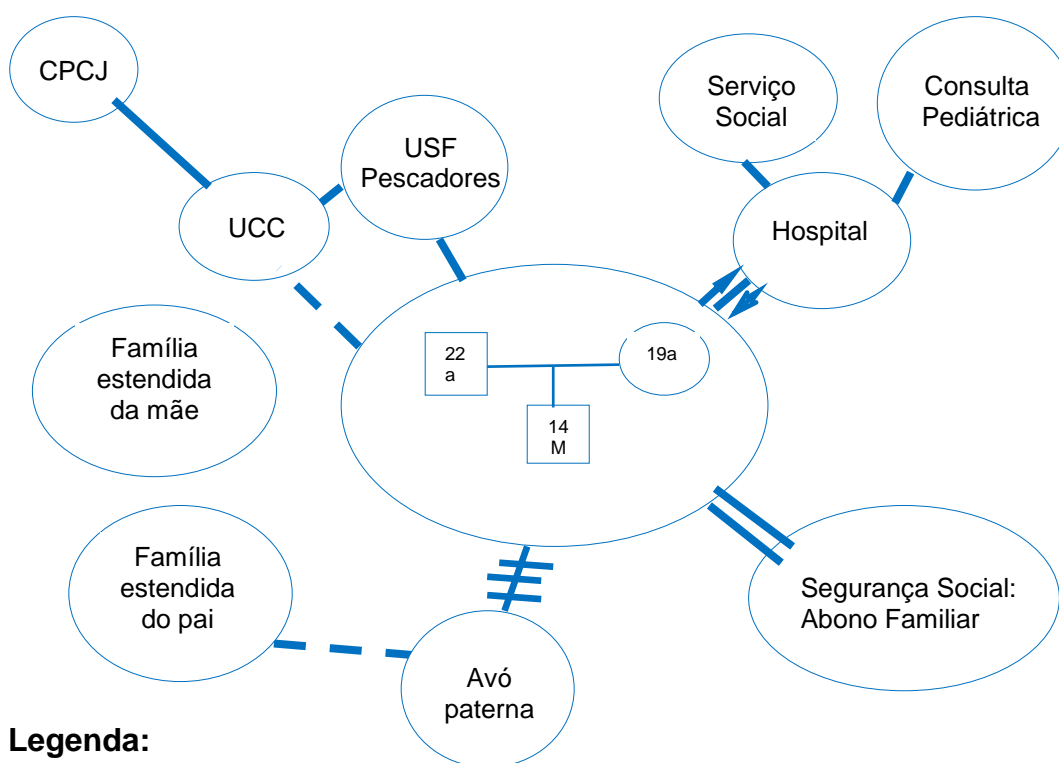 CPCJ
Serviço
Social
Consulta
Pediátrica
USF
Pescadores
UCC
Hospital
Família
estendida
da mãe
22
a
19a
14
M
Família
estendida
do pai
Segurança Social:
Abono Familiar
Avó
paterna
Legenda: